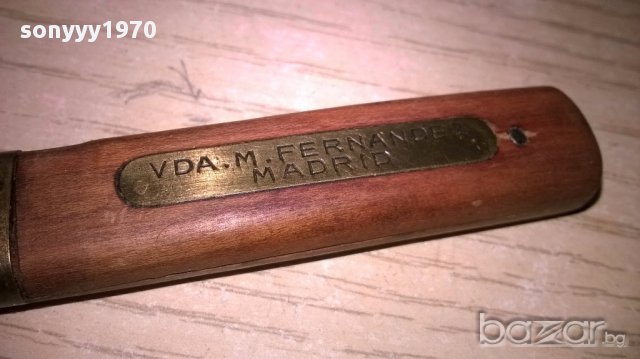 sonyyy1970
VDA. M. FERNANDEZ
MADRID
bazar.bg